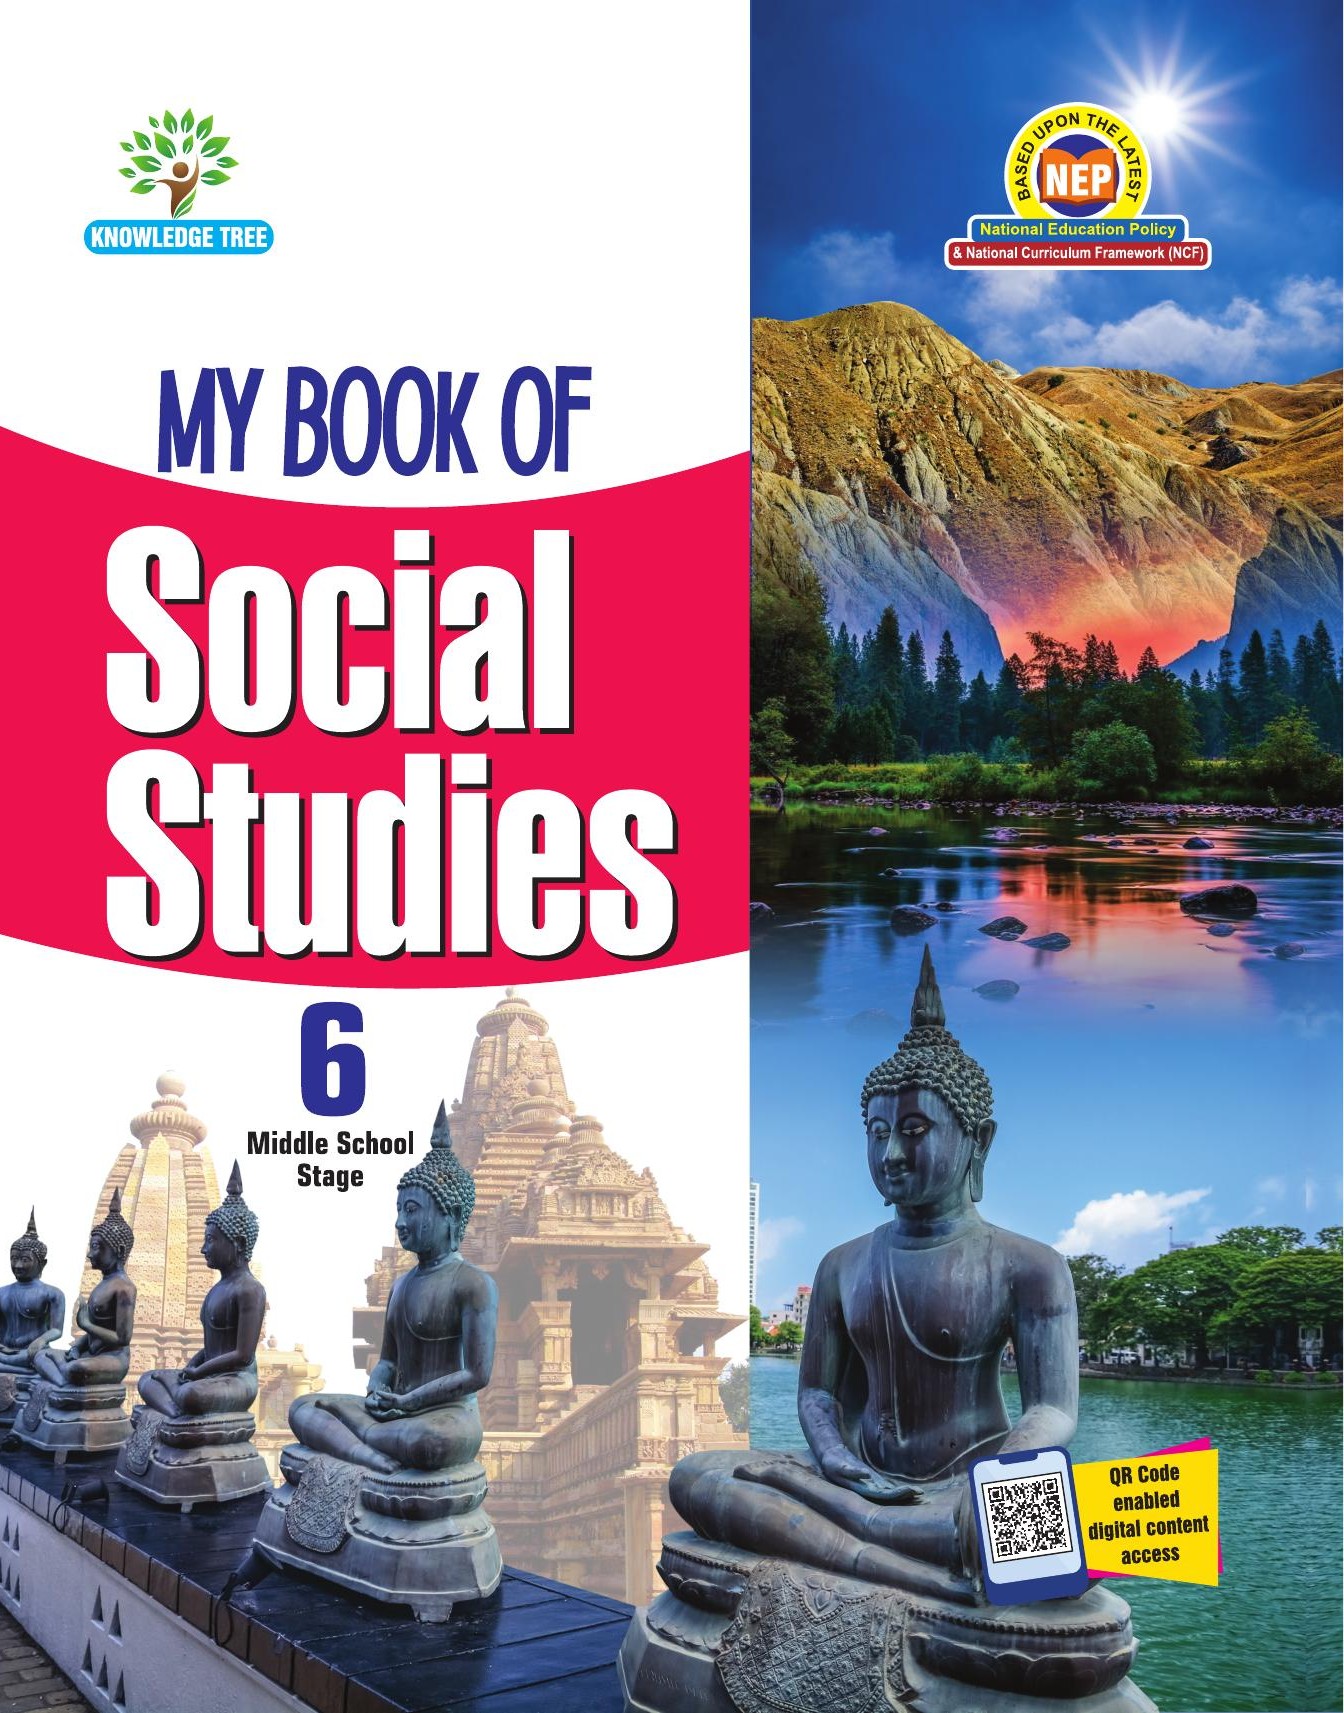 KNOWLEDGE TREE
BASED UPON THE LATEST
NEP
National Education Policy
& National Curriculum Framework (NCF)
MY BOOK OF
Social
Studies
6
Middle School
Stage
QR Code
enabled
digital content
access